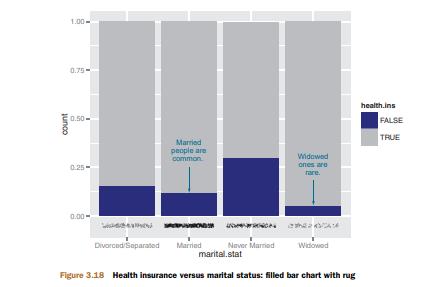 1.00
0.75
0.50
0.25
0.00
count
Married
people are
common.
Widowed
ones are
rare.
Divorced/Separated Married Never Married Widowed
marital.stat
health.ins
FALSE
TRUE
Figure 3.18 Health insurance versus marital status: filled bar chart with rug